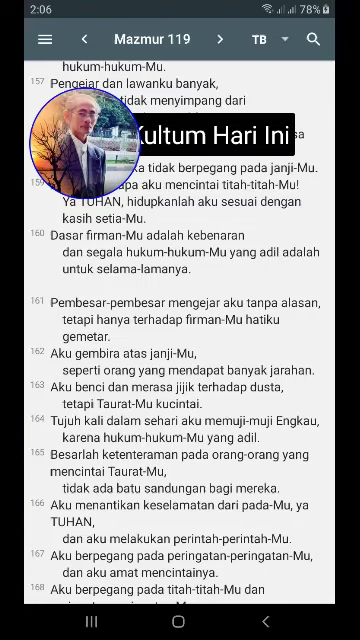 2:06
78%
Mazmur 119
TB
hukum-hukum-Mu.
157 Pengejar dan lawanku banyak,
tidak menyimpang dari
Kultum Hari Ini
tidak berpegang pada janji-Mu.
aku mencintai titah-titah-Mu!
Ya TUHAN, hidupkanlah aku sesuai dengan
kasih setia-Mu.
160 Dasar firman-Mu adalah kebenaran
dan segala hukum-hukum-Mu yang adil adalah
untuk selama-lamanya.
161 Pembesar-pembesar mengejar aku tanpa alasan,
tetapi hanya terhadap firman-Mu hatiku
gemetar.
162 Aku gembira atas janji-Mu,
seperti orang yang mendapat banyak jarahan.
163 Aku benci dan merasa jijik terhadap dusta,
tetapi Taurat-Mu kucintai.
164 Tujuh kali dalam sehari aku memuji-muji Engkau,
karena hukum-hukum-Mu yang adil.
165 Besarlah ketenteraman pada orang-orang yang
mencintai Taurat-Mu,
tidak ada batu sandungan bagi mereka.
166 Aku menantikan keselamatan dari pada-Mu, ya
TUHAN,
dan aku melakukan perintah-perintah-Mu.
167 Aku berpegang pada peringatan-peringatan-Mu,
dan aku amat mencintainya.
168 Aku berpegang pada titah-titah-Mu dan